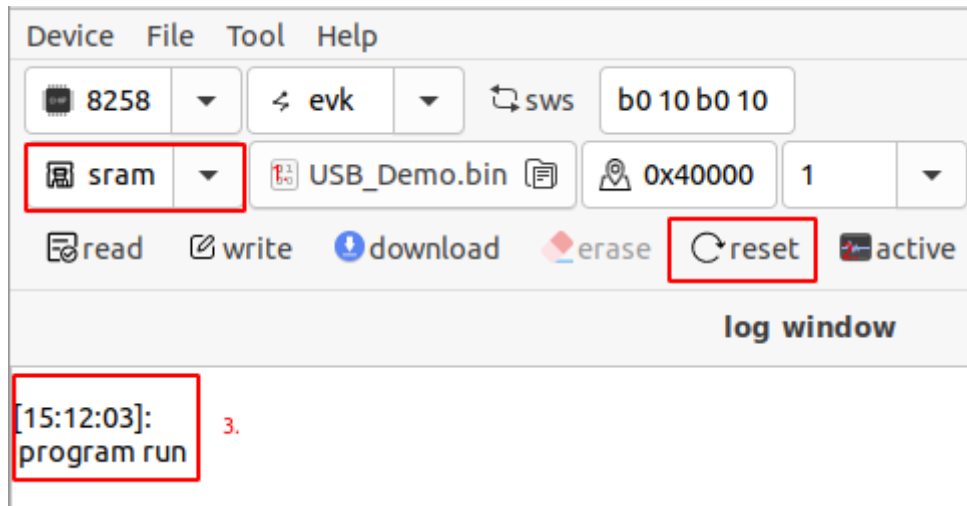 Device File Tool Help
8258 evk sws b0 10 b0 10
sram USB_Demo.bin 0x40000 1
read write download erase reset active
log window
[15:12:03]:
3.
program run